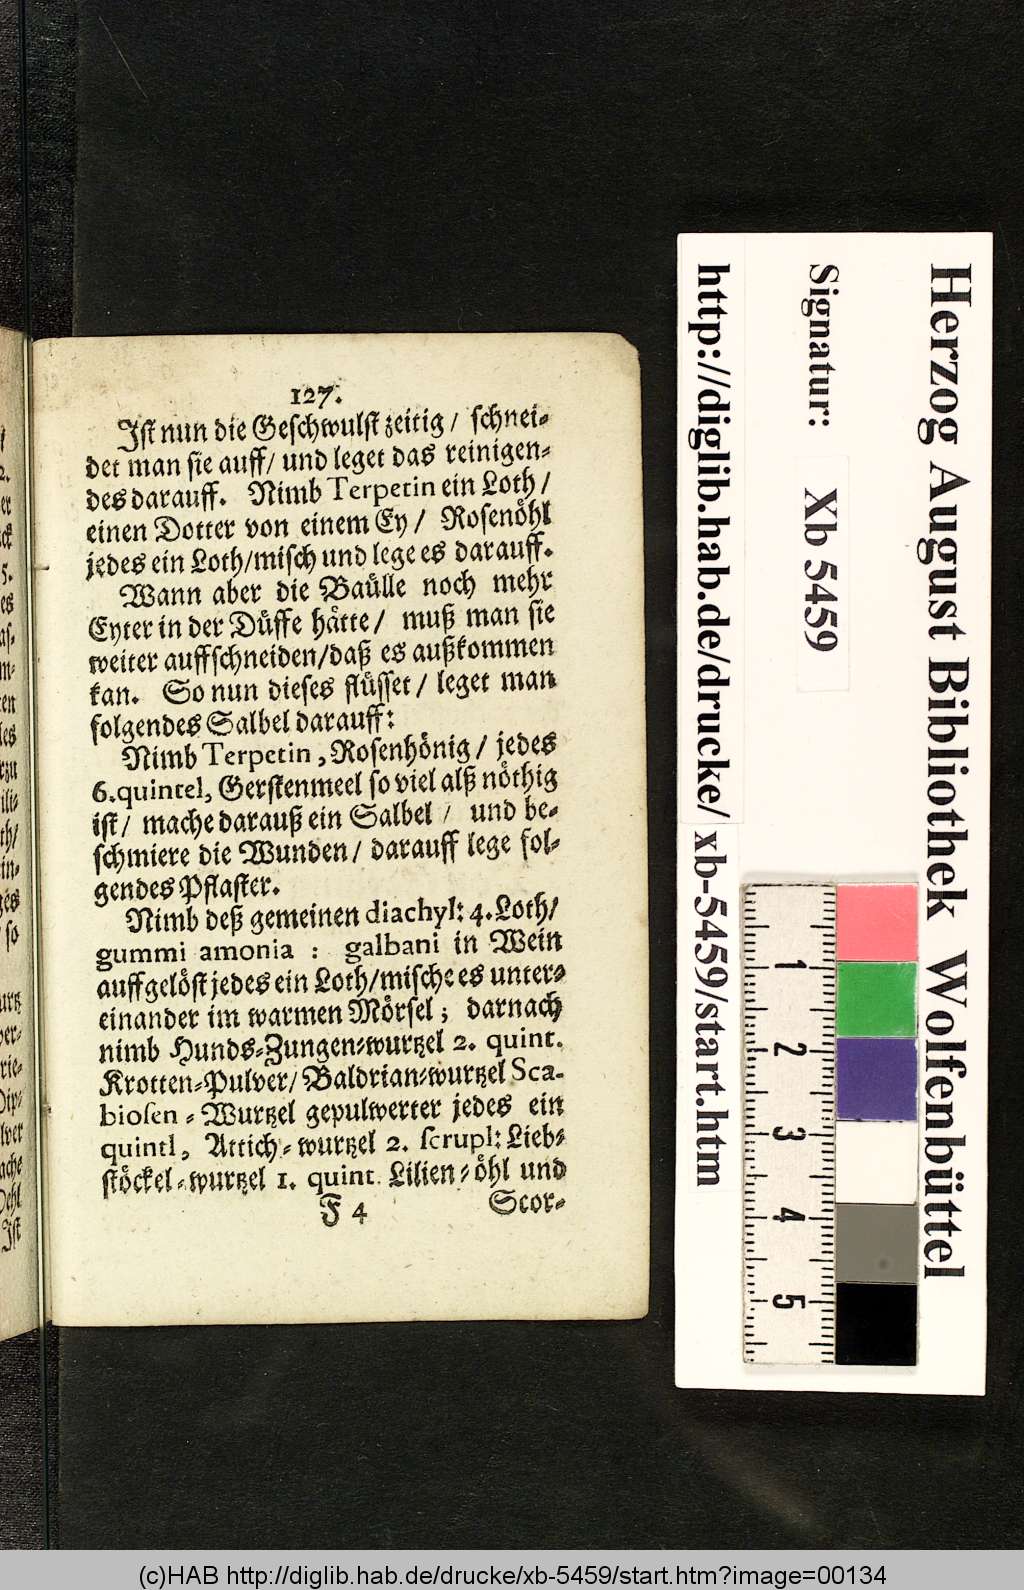 127.
Ist nun die Geschwulst zeitig / schnei-
det man sie auff / und leget das reinigen-
des darauff. Nimb Terpetin ein Loth /
einen Dotter von einem Ey / Rosenöhl
jedes ein Loth / misch und lege es darauff.
Wann aber die Baülle noch mehr
Eyter in der Düffe hätte / muß man sie
weiter auffschneiden / daß es außkommen
kan. So nun dieses flüsset / leget man
folgendes Salbel darauff:
Nimb Terpetin, Rosenhönig / jedes
6. quintel, Gerstenmeel so viel alß nöthig
ist / mache darauß ein Salbel / und be-
schmiere die Wunden / darauff lege fol-
gendes Pflaster.
Nimb deß gemeinen diachyl: 4. Loth /
gummi amonia : galbani in Wein
auffgelöst jedes ein Loth / mische es unter-
einander im warmen Mörsel ; darnach
nimb Hunds-Zungen-wurtzel 2. quint.
Krotten-Pulver / Baldrian-wurtzel Sca-
biosen-Wurtzel gepulwerter jedes ein
quintl, Attich-wurtzel 2. scrupl: Lieb-
stöckel-wurtzel 1. quint. Lilien-öhl und
F 4 Scor-
Herzog August Bibliothek Wolfenbüttel
Signatur: Xb 5459
http://diglib.hab.de/drucke/ xb-5459/start.htm
1
2
3
4
5
(c)HAB http://diglib.hab.de/drucke/xb-5459/start.htm?image=00134